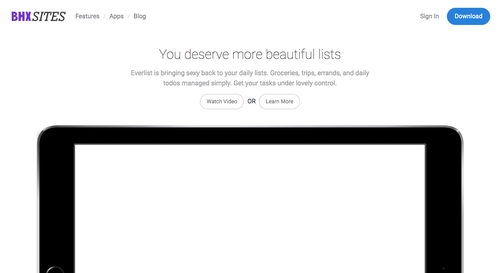 BHXSITES Features / Apps / Blog Sign In Download
You deserve more beautiful lists
Everlist is bringing sexy back to your daily lists. Groceries, trips, errands, and daily
todos managed simply. Get your tasks under lovely control.
Watch Video OR Learn More